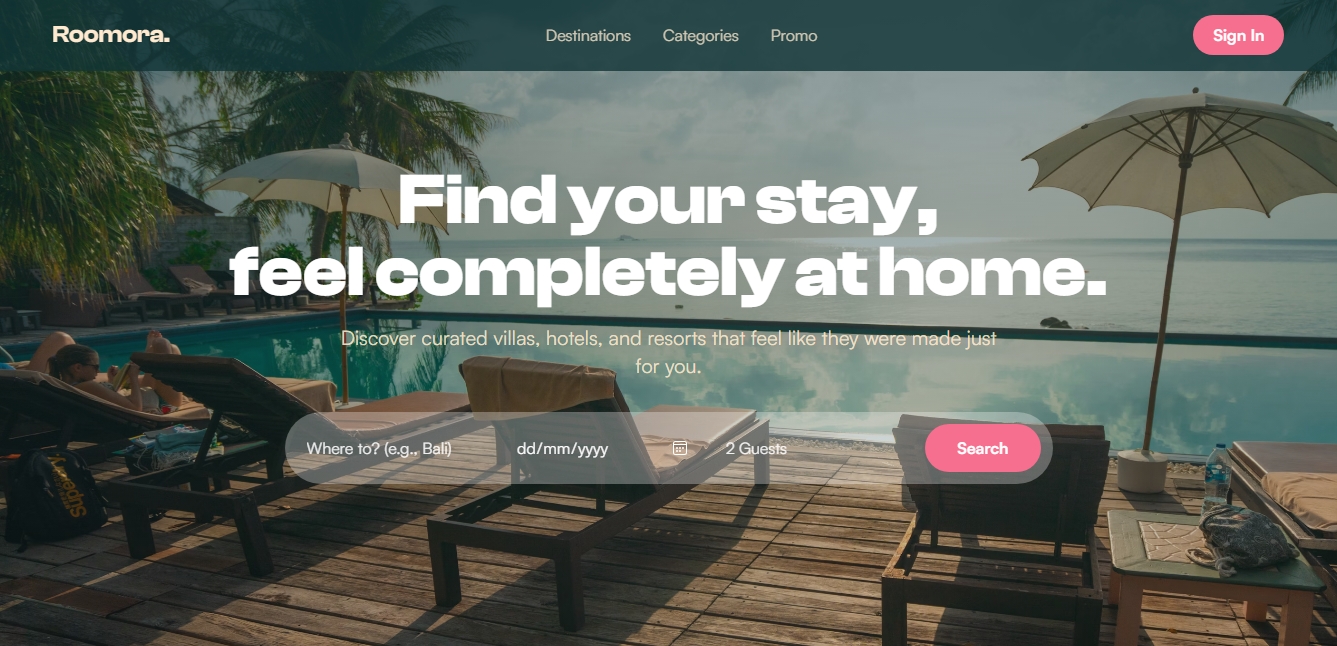 Roomora.
Destinations
Categories
Promo
Sign In
Find your stay,
feel completely at home.
Discover curated villas, hotels, and resorts that feel like they were made just
for you.
Where to? (e.g., Bali)
dd/mm/yyyy
2 Guests
Search